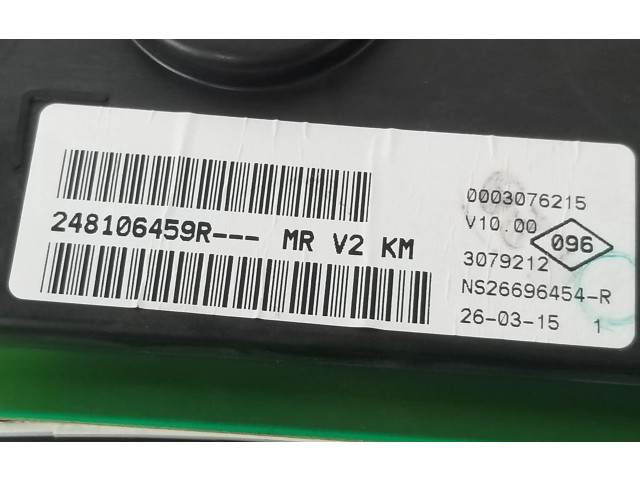 248106459R--- MR V2 KM
0003076215
V10.00
096
3079212
NS26696454-R
26-03-15 1